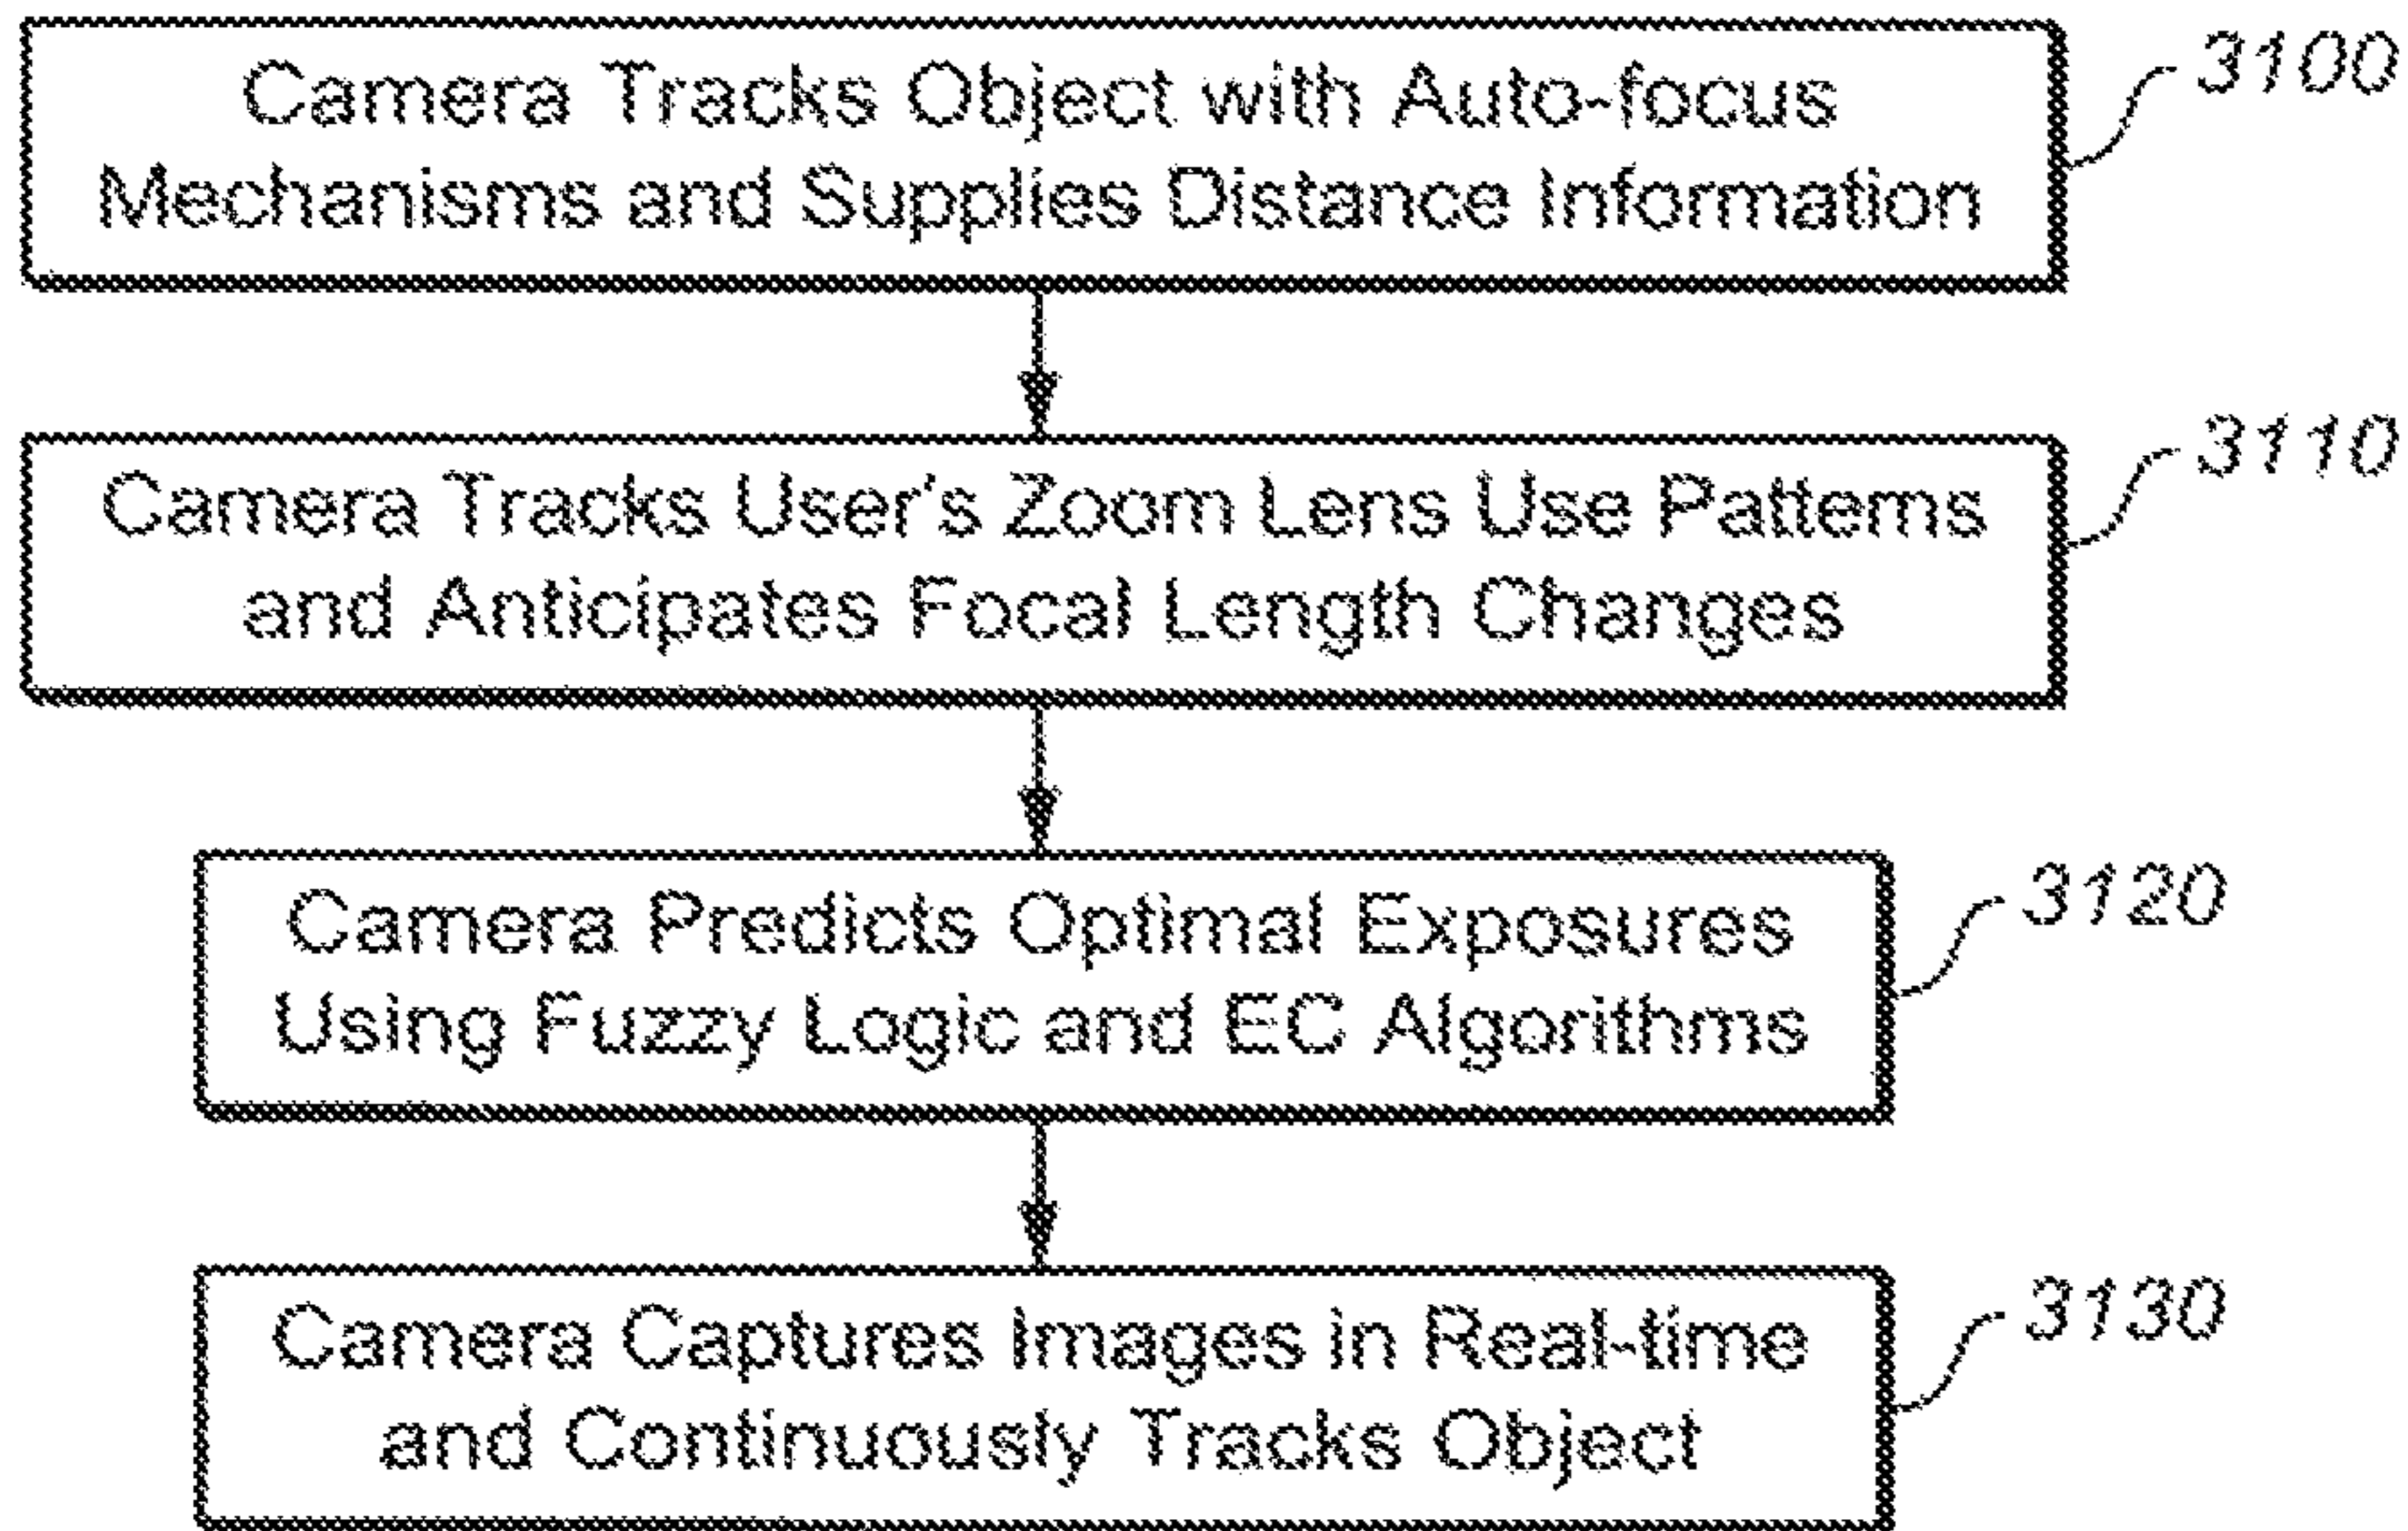 Camera Tracks Object with Auto-focus
Mechanisms and Supplies Distance Information
3100
Camera Tracks User's Zoom Lens Use Patterns
and Anticipates Focal Length Changes
3110
Camera Predicts Optimal Exposures
Using Fuzzy Logic and EC Algorithms
3120
Camera Captures Images in Real-time
and Continuously Tracks Object
3130